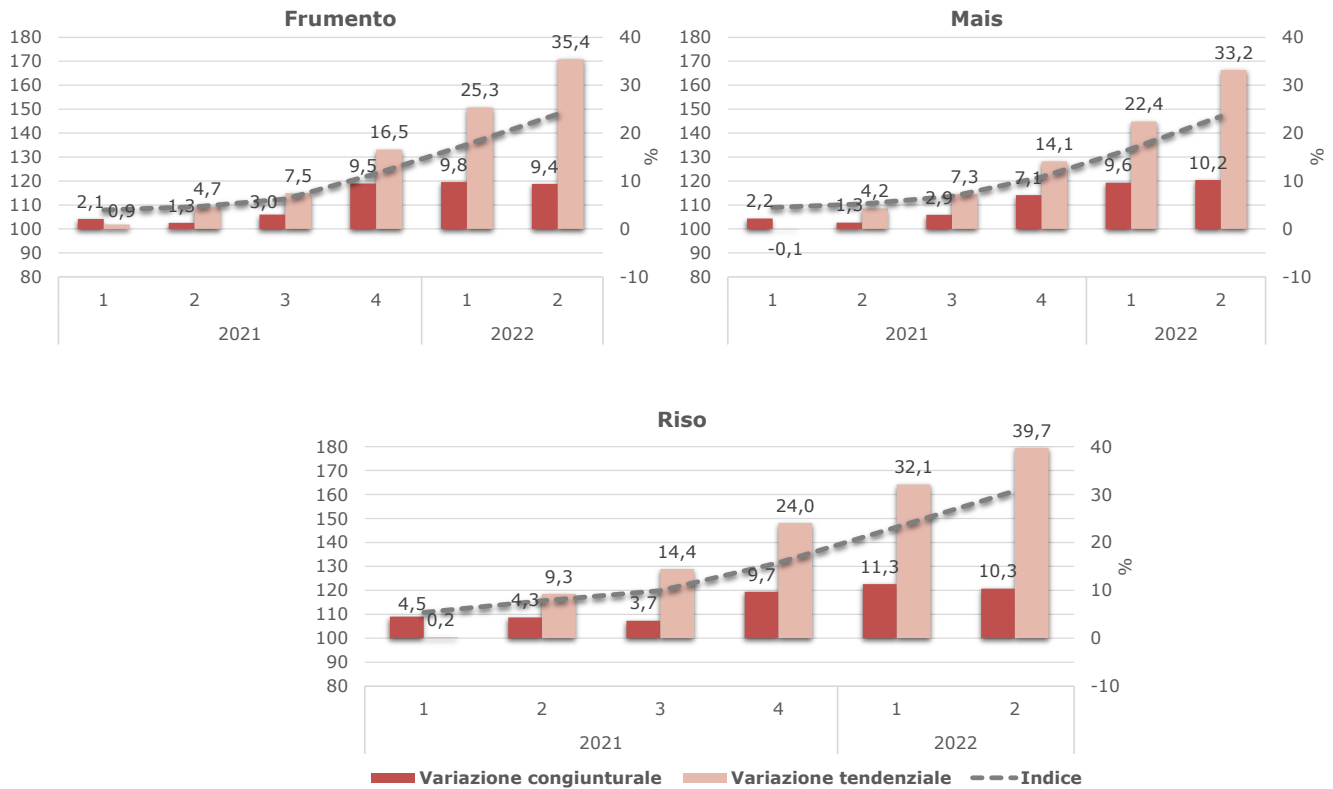 Frumento
180 170 160 150 140 130 120 110 100 90 80
40 30 20 10 0 -10
%
2,1 0,9 1,3 4,7 3,0 7,5 9,5 16,5 9,8 25,3 9,4 35,4
1 2 3 4 1 2
2021 2022
Mais
180 170 160 150 140 130 120 110 100 90 80
40 30 20 10 0 -10
%
2,2 -0,1 1,3 4,2 2,9 7,3 7,1 14,1 9,6 22,4 10,2 33,2
1 2 3 4 1 2
2021 2022
Riso
180 170 160 150 140 130 120 110 100 90 80
40 30 20 10 0 -10
%
4,5 0,2 4,3 9,3 3,7 14,4 9,7 24,0 11,3 32,1 10,3 39,7
1 2 3 4 1 2
2021 2022
Variazione congiunturale Variazione tendenziale Indice